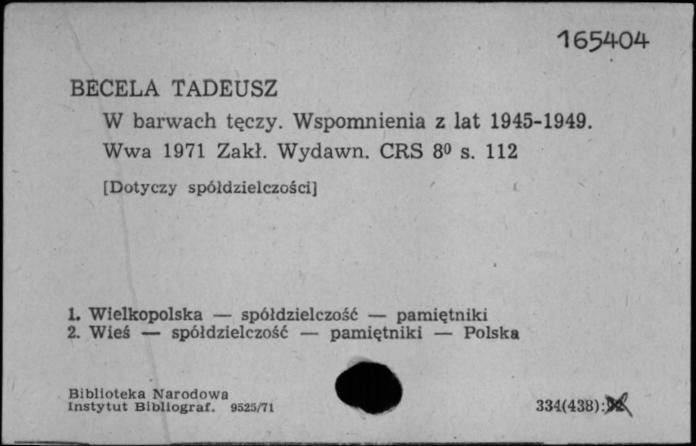 165404
BECELA TADEUSZ
W barwach tęczy. Wspomnienia z lat 1945-1949.
Wwa 1971 Zakł. Wydawn. CRS 8⁰ s. 112
[Dotyczy spółdzielczości]
1. Wielkopolska — spółdzielczość — pamiętniki
2. Wieś — spółdzielczość — pamiętniki — Polska
Biblioteka Narodowa
Instytut Bibliograf. 9525/71
334(438):